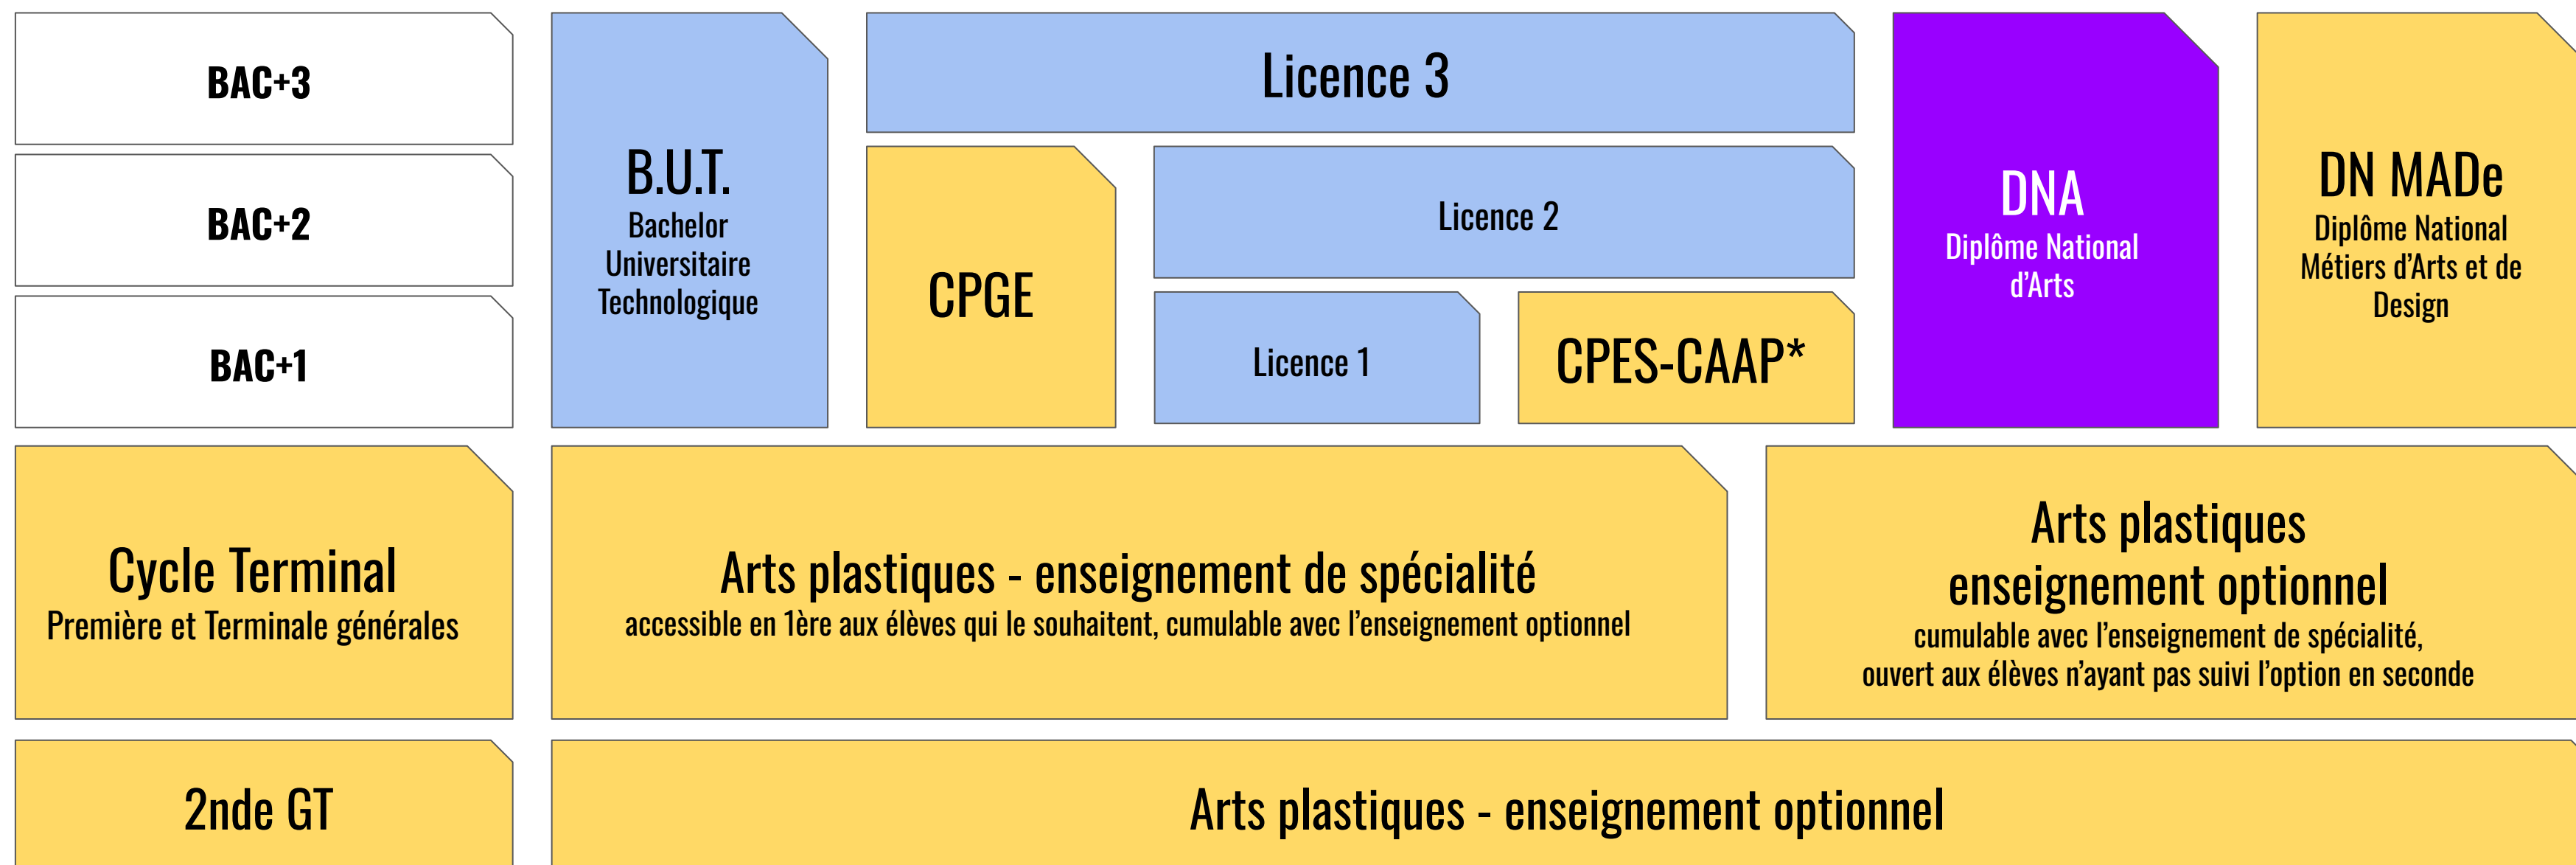 BAC+3
BAC+2
BAC+1
B.U.T.
Bachelor
Universitaire
Technologique
Licence 3
CPGE
Licence 2
Licence 1
CPES-CAAP*
DNA
Diplôme National
d'Arts
DN MADe
Diplôme National
Métiers d'Arts et de
Design
Cycle Terminal
Première et Terminale générales
Arts plastiques - enseignement de spécialité
accessible en 1ère aux élèves qui le souhaitent, cumulable avec l'enseignement optionnel
Arts plastiques
enseignement optionnel
cumulable avec l'enseignement de spécialité,
ouvert aux élèves n'ayant pas suivi l'option en seconde
2nde GT
Arts plastiques - enseignement optionnel